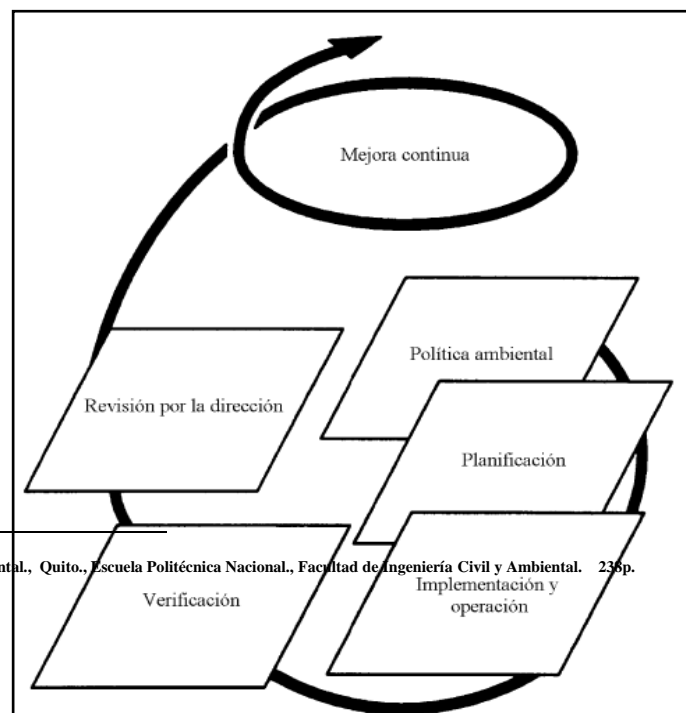 Mejora continua
Política ambiental
Revisión por la dirección
Planificación
ntal., Quito., Escuela Politécnica Nacional., Facultad de Ingeniería Civil y Ambiental. 238p.
Implementación y
operación
Verificación